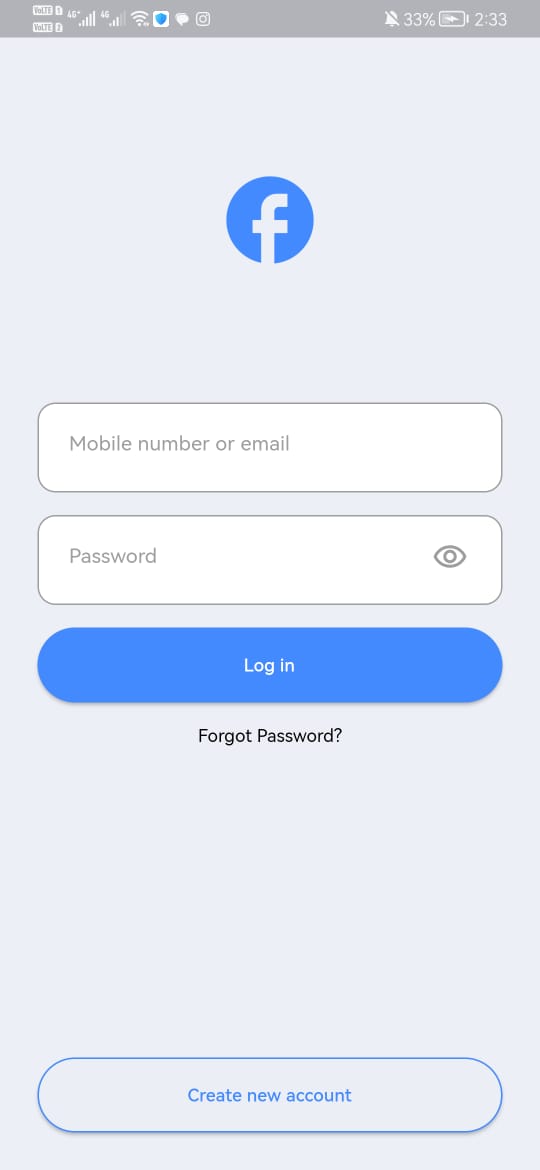 VoLTE 1 4G+ 4G 33% 2:33
VoLTE 2
f
Mobile number or email
Password
Log in
Forgot Password?
Create new account